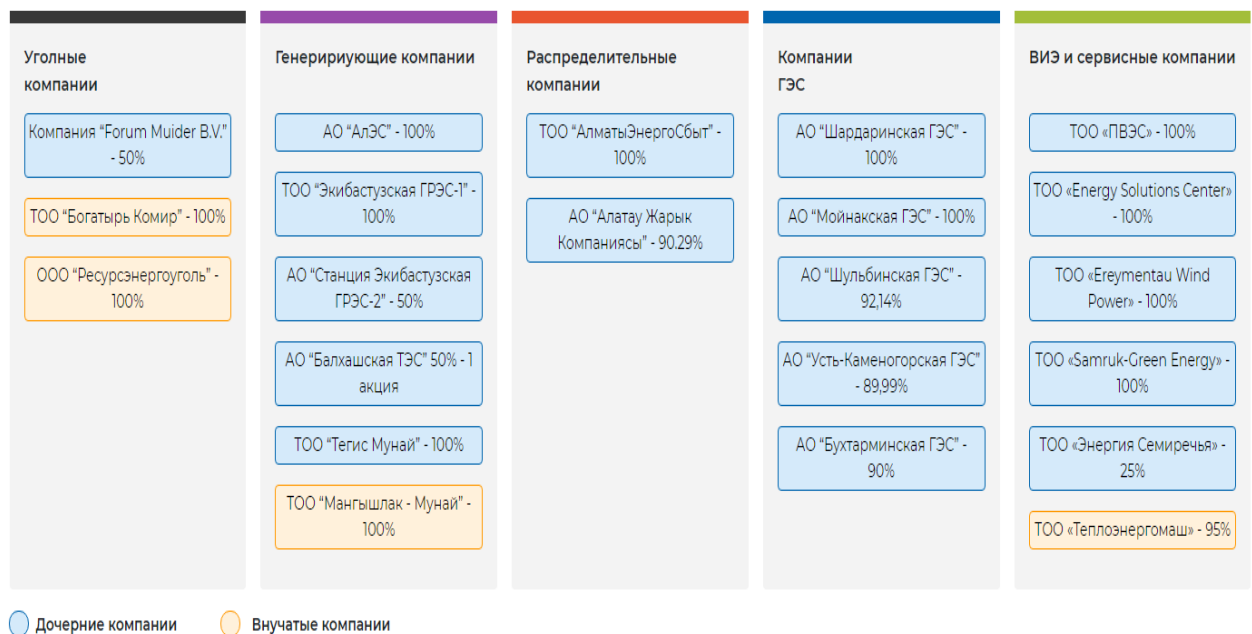 Уголные
компании
Компания “Forum Muider B.V.”
- 50%
ТОО “Богатырь Комир” - 100%
ООО “Ресурсэнергоуголь” -
100%
Генеририующие компании
АО “АлЭС” - 100%
ТОО “Экибастузская ГРЭС-1” -
100%
АО “Станция Экибастузская
ГРЭС-2” - 50%
АО “Балхашская ТЭС” 50% - 1
акция
ТОО “Тегис Мунай” - 100%
ТОО “Мангышлак - Мунай” -
100%
Распределительные
компании
ТОО “АлматыЭнергоСбыт” -
100%
АО “Алатау Жарык
Компаниясы” - 90.29%
Компании
ГЭС
АО “Шардаринская ГЭС” -
100%
АО “Мойнакская ГЭС” - 100%
АО “Шульбинская ГЭС” -
92,14%
АО “Усть-Каменогорская ГЭС”
- 89,99%
АО “Бухтарминская ГЭС” -
90%
ВИЭ и сервисные компании
ТОО «ПВЭС» - 100%
ТОО «Energy Solutions Center»
- 100%
ТОО «Ereymentau Wind
Power» - 100%
ТОО «Samruk-Green Energy» -
100%
ТОО «Энергия Семиречья» -
25%
ТОО «Теплоэнергомаш» - 95%
Дочерние компании
Внучатые компании